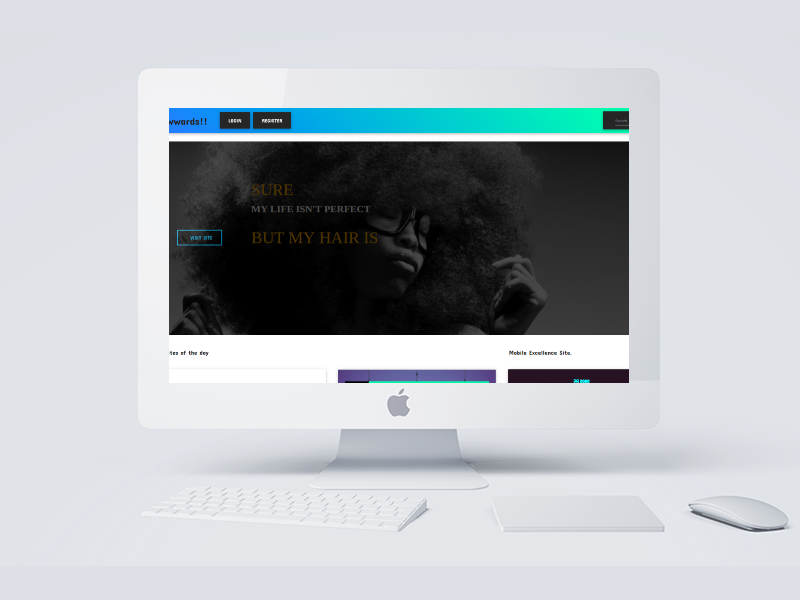 wwards!!
LOGIN
REGISTER
SURE
MY LIFE ISN'T PERFECT
BUT MY HAIR IS
VISIT SITE
tes of the day
Mobile Excellence Site.